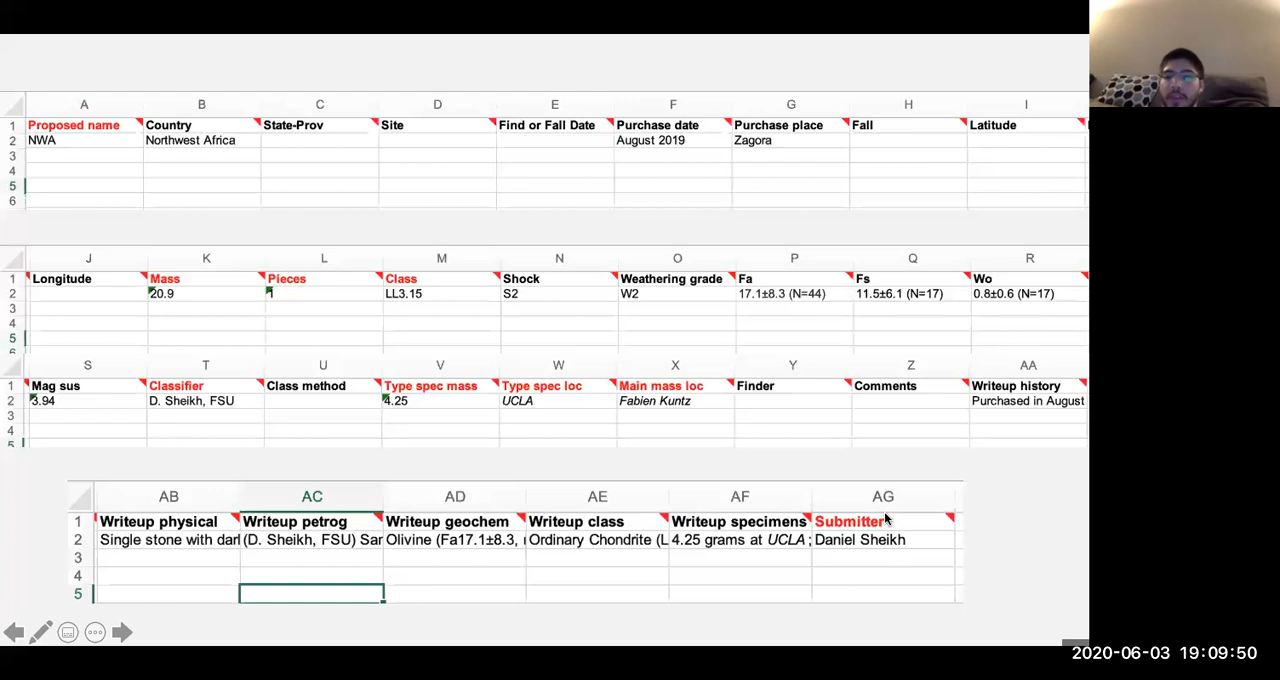 A B C D E F G H I
1 Proposed name Country State-Prov Site Find or Fall Date Purchase date Purchase place Fall Latitude
2 NWA Northwest Africa August 2019 Zagora
3
4
5
6
J K L M N O P Q R
1 Longitude Mass Pieces Class Shock Weathering grade Fa Fs Wo
2 20.9 1 LL3.15 S2 W2 17.1±8.3 (N=44) 11.5±6.1 (N=17) 0.8±0.6 (N=17)
3
4
5
S T U V W X Y Z AA
1 Mag sus Classifier Class method Type spec mass Type spec loc Main mass loc Finder Comments Writeup history
2 3.94 D. Sheikh, FSU 4.25 UCLA Fabien Kuntz Purchased in August
3
4
5
AB AC AD AE AF AG
1 Writeup physical Writeup petrog Writeup geochem Writeup class Writeup specimens Submitter
2 Single stone with dar (D. Sheikh, FSU) Sar Olivine (Fa17.1±8.3, Ordinary Chondrite (L 4.25 grams at UCLA ; Daniel Sheikh
3
4
5
2020-06-03 19:09:50